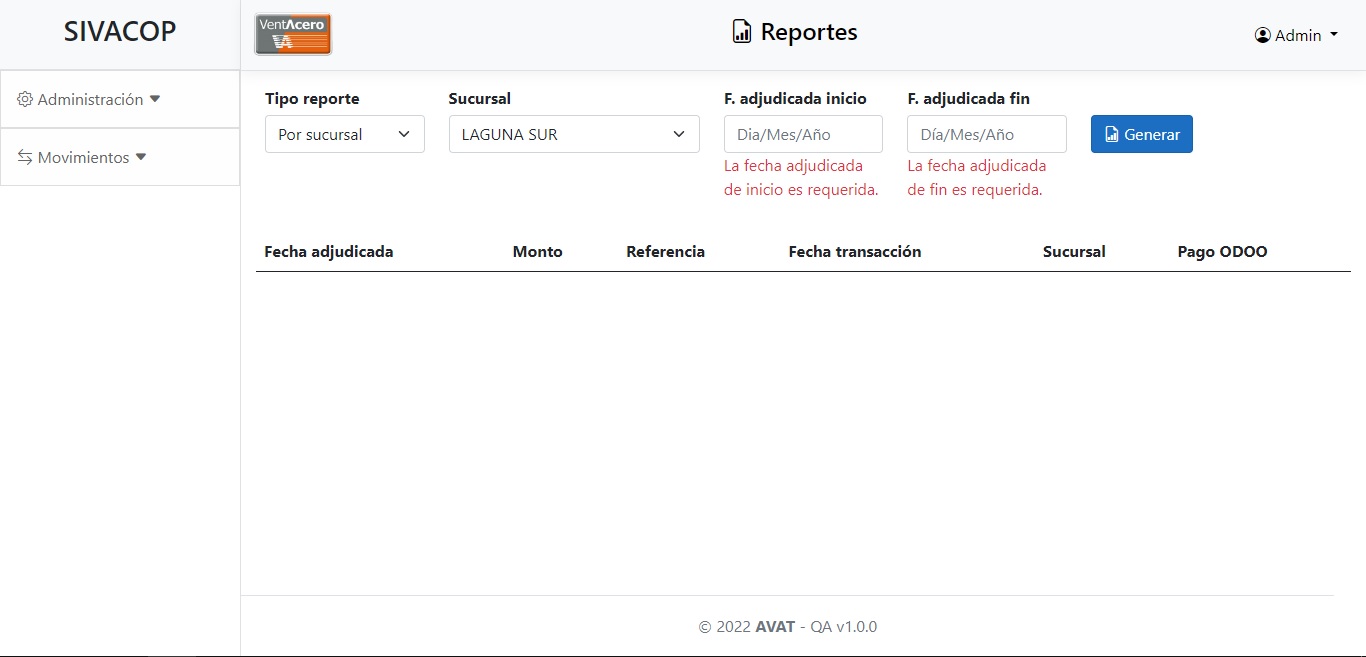 SIVACOP
VentAcero
VA
Reportes
Admin
Administración
Movimientos
Tipo reporte
Sucursal
F. adjudicada inicio
F. adjudicada fin
Por sucursal
LAGUNA SUR
Dia/Mes/Año
Día/Mes/Año
Generar
La fecha adjudicada
de inicio es requerida.
La fecha adjudicada
de fin es requerida.
Fecha adjudicada Monto Referencia Fecha transacción Sucursal Pago ODOO
© 2022 AVAT - QA v1.0.0